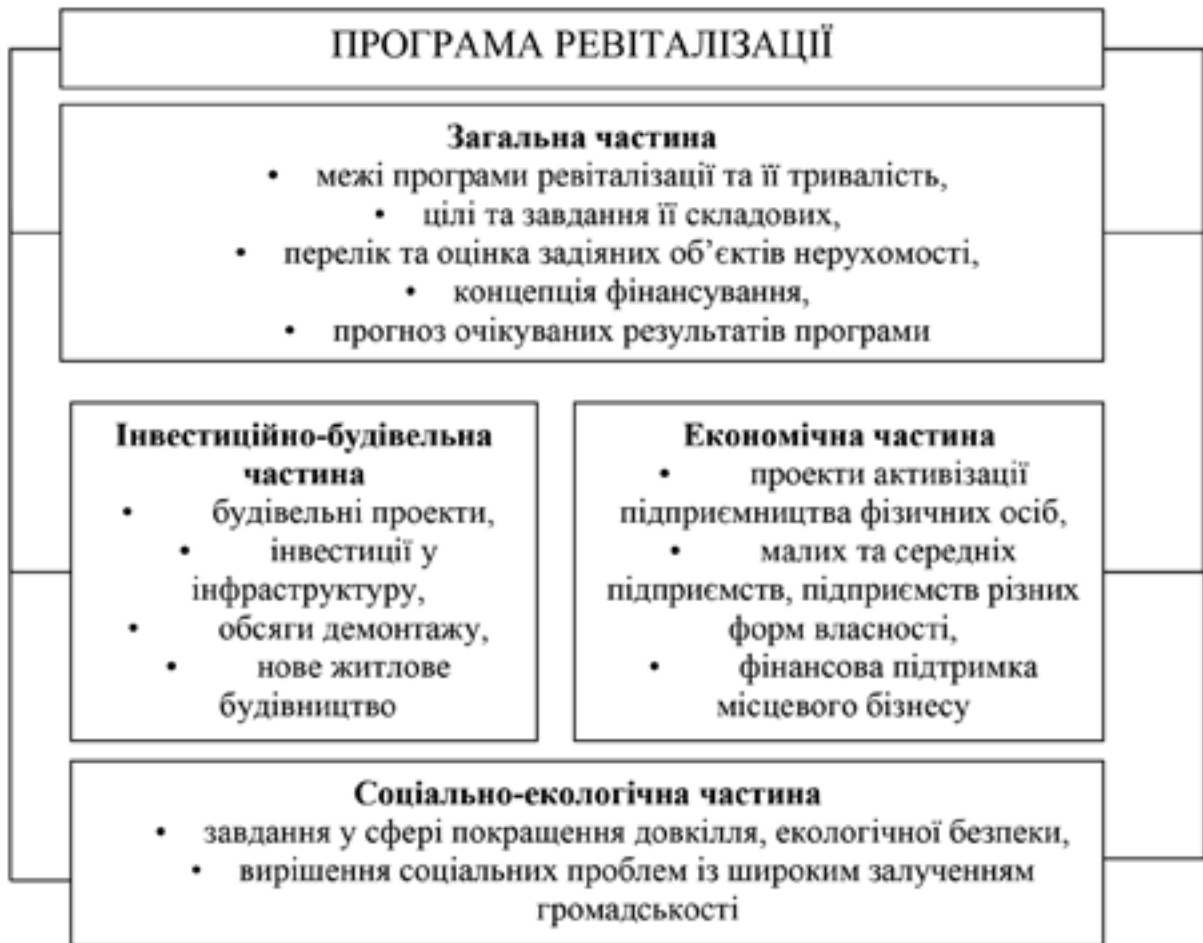 ПРОГРАМА РЕВІТАЛІЗАЦІЇ
Загальна частина
• межі програми ревіталізації та її тривалість,
• цілі та завдання її складових,
• перелік та оцінка задіяних об’єктів нерухомості,
• концепція фінансування,
• прогноз очікуваних результатів програми
Інвестиційно-будівельна
частина
• будівельні проекти,
• інвестиції у
інфраструктуру,
• обсяги демонтажу,
• нове житлове
будівництво
Економічна частина
• проекти активізації
підприємництва фізичних осіб,
• малих та середніх
підприємств, підприємств різних
форм власності,
• фінансова підтримка
місцевого бізнесу
Соціально-екологічна частина
• завдання у сфері покращення довкілля, екологічної безпеки,
• вирішення соціальних проблем із широким залученням
громадськості